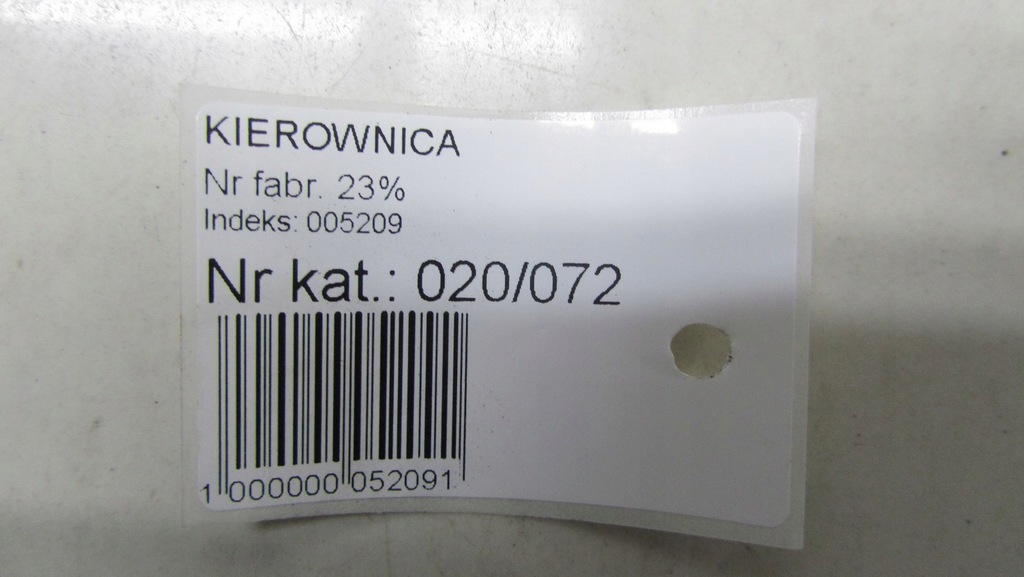 KIEROWNICA
Nr fabr. 23%
Indeks: 005209
Nr kat.: 020/072
1 000000 052091